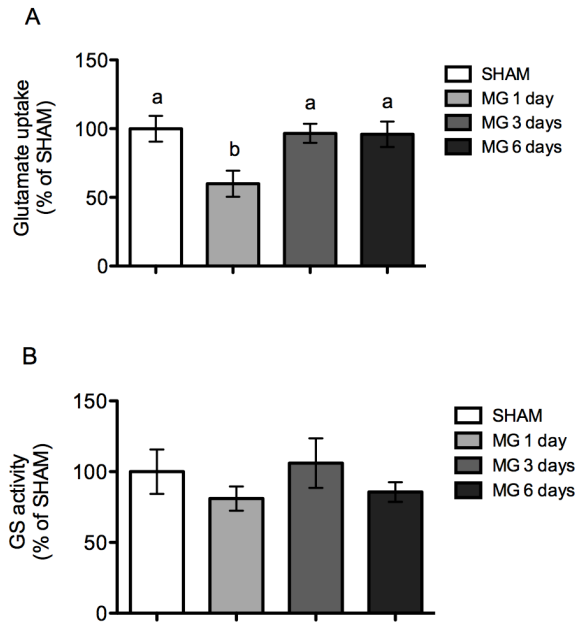 A
Glutamate uptake
(% of SHAM)
150
100
50
0
a
b
a
a
SHAM
MG 1 day
MG 3 days
MG 6 days
B
GS activity
(% of SHAM)
150
100
50
0
SHAM
MG 1 day
MG 3 days
MG 6 days